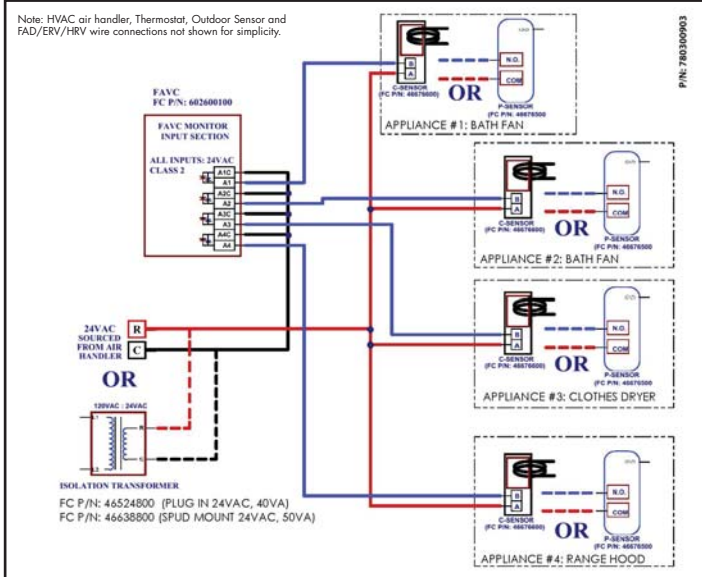 Note: HVAC air handler, Thermostat, Outdoor Sensor and
FAD/ERV/HRV wire connections not shown for simplicity.
P/N: 780300903
FAVC
FC P/N: 602600100
FAVC MONITOR
INPUT SECTION
ALL INPUTS: 24VAC
CLASS 2
A1C
A1
A2C
A2
A3C
A3
A4C
A4
24VAC
SOURCED
FROM AIR
HANDLER
R
C
OR
120VAC : 24VAC
L1
L2
R
C
ISOLATION TRANSFORMER
FC P/N: 46524800 (PLUG IN 24VAC, 40VA)
FC P/N: 46638800 (SPUD MOUNT 24VAC, 50VA)
B
A
C-SENSOR
(FC P/N: 46676600)
OR
N.O.
COM
P-SENSOR
(FC P/N: 46676500
APPLIANCE #1: BATH FAN
B
A
C-SENSOR
(FC P/N: 46676600)
OR
N.O.
COM
P-SENSOR
(FC P/N: 46676500
APPLIANCE #2: BATH FAN
B
A
C-SENSOR
(FC P/N: 46676600)
OR
N.O.
COM
P-SENSOR
(FC P/N: 46676500
APPLIANCE #3: CLOTHES DRYER
B
A
C-SENSOR
(FC P/N: 46676600)
OR
N.O.
COM
P-SENSOR
(FC P/N: 46676500
APPLIANCE #4: RANGE HOOD